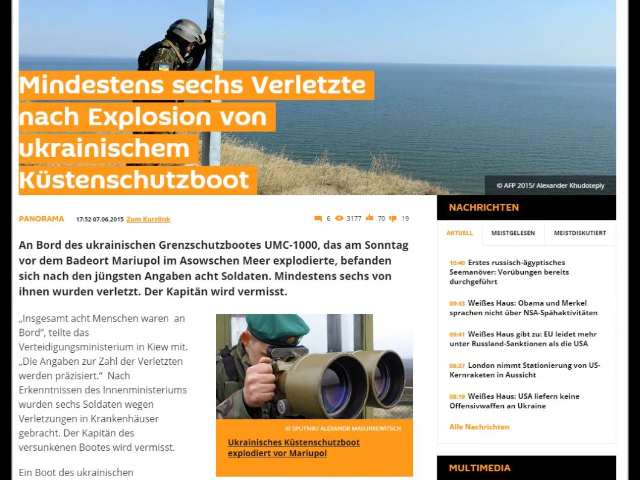 Mindestens sechs Verletzte
nach Explosion von
ukrainischem
Küstenschutzboot
© AFP 2015/ Alexander Khudoteply
PANORAMA
17:52 07.06.2015 Zum Kurzlink
6 3177 70 19
An Bord des ukrainischen Grenzschutzbootes UMC-1000, das am Sonntag
vor dem Badeort Mariupol im Asowschen Meer explodierte, befanden
sich nach den jüngsten Angaben acht Soldaten. Mindestens sechs von
ihnen wurden verletzt. Der Kapitän wird vermisst.
„Insgesamt acht Menschen waren an
Bord“, teilte das
Verteidigungsministerium in Kiew mit.
„Die Angaben zur Zahl der Verletzten
werden präzisiert.“ Nach
Erkenntnissen des Innenministeriums
wurden sechs Soldaten wegen
Verletzungen in Krankenhäuser
gebracht. Der Kapitän des
versunkenen Bootes wird vermisst.
Ein Boot des ukrainischen
© SPUTNIK/ ALEXANDR MASURKEWITSCH
Ukrainisches Küstenschutzboot
explodiert vor Mariupol
NACHRICHTEN
AKTUELL MEISTGELESEN MEISTDISKUTIERT
10:40 Erstes russisch-ägyptisches
Seemanöver: Vorübungen bereits
durchgeführt
09:43 Weißes Haus: Obama und Merkel
sprachen nicht über NSA-Spähaktivitäten
09:41 Weißes Haus gibt zu: EU leidet mehr
unter Russland-Sanktionen als die USA
08:37 London nimmt Stationierung von US-
Kernraketen in Aussicht
08:19 Weißes Haus: USA liefern keine
Offensivwaffen an Ukraine
Alle Nachrichten
MULTIMEDIA